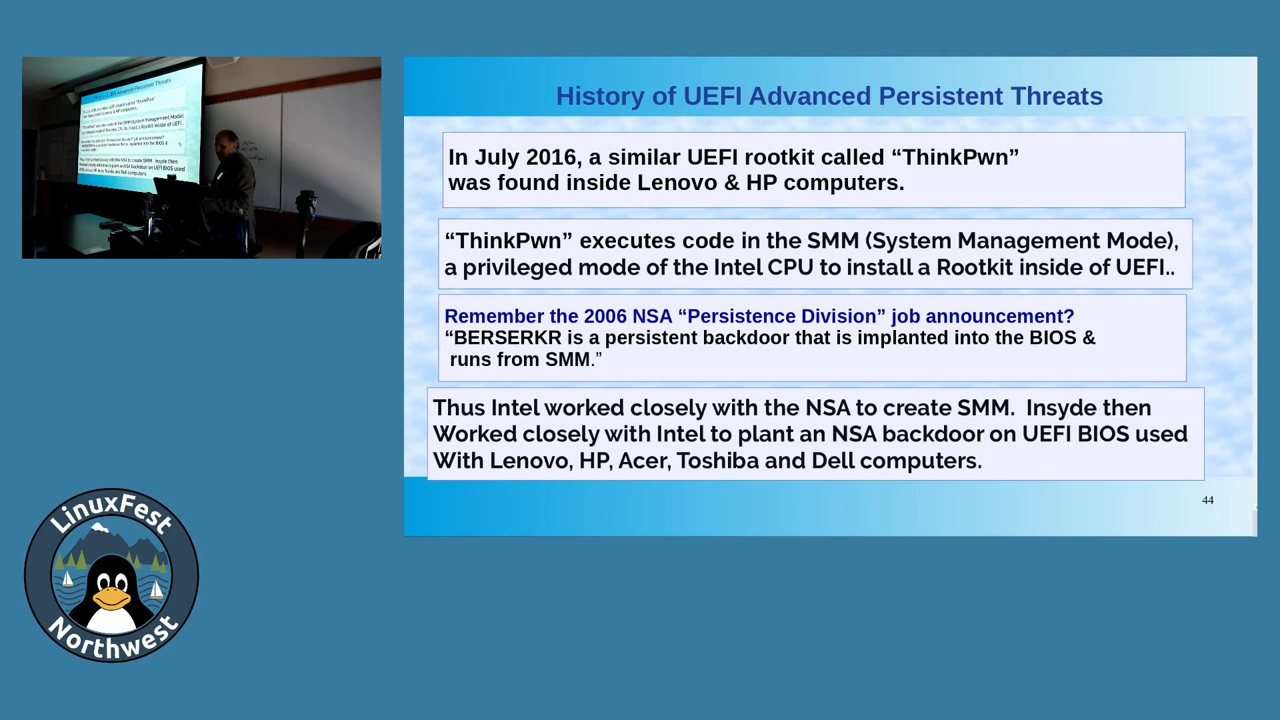 History of UEFI Advanced Persistent Threats
In July 2016, a similar UEFI rootkit called “ThinkPwn”
was found inside Lenovo & HP computers.
“ThinkPwn” executes code in the SMM (System Management Mode),
a privileged mode of the Intel CPU to install a Rootkit inside of UEFI..
Remember the 2006 NSA “Persistence Division” job announcement?
“BERSERKR is a persistent backdoor that is implanted into the BIOS &
runs from SMM.”
Thus Intel worked closely with the NSA to create SMM.  Insyde then
Worked closely with Intel to plant an NSA backdoor on UEFI BIOS used
With Lenovo, HP, Acer, Toshiba and Dell computers.
44
LinuxFest
Northwest